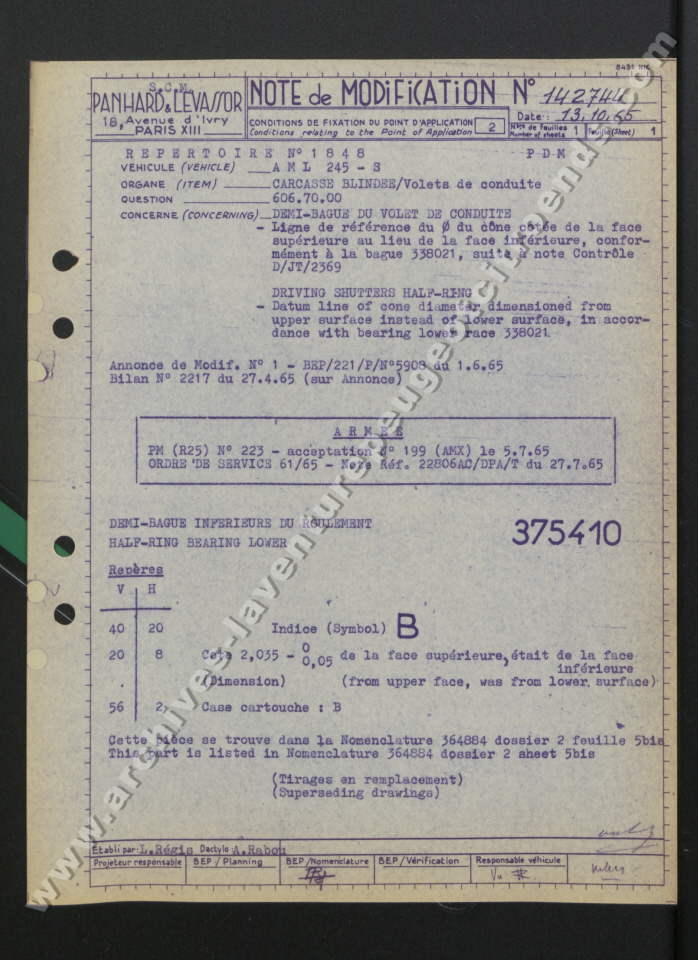 8451 mc
S.C.M.
PANHARD & LEVASSOR
18, Avenue d'Ivry
PARIS XIII
NOTE de MODiFiCATiON N° 142744
CONDITIONS DE FIXATION DU POINT D'APPLICATION
Conditions relating to the Point of Application
2
Date: 13.10.65
Nbre de Feuilles
Number of sheets 1
Feuille (Sheet) 1
REPERTOIRE N° 1848 PDM
VÉHICULE (VEHICLE) AML 245 - S
ORGANE (ITEM) CARCASSE BLINDEE/Volets de conduite
QUESTION 606.70.00
CONCERNE (CONCERNING) DEMI-BAGUE DU VOLET DE CONDUITE
- Ligne de référence du Ø du cône cotée de la face
supérieure au lieu de la face inférieure, confor-
mément à la bague 338021, suite à note Contrôle
D/JT/2369
DRIVING SHUTTERS HALF-RING
- Datum line of cone diameter dimensioned from
upper surface instead of lower surface, in accor-
dance with bearing lower race 338021
Annonce de Modif. N° 1 - BEP/221/P/N°5903 du 1.6.65
Bilan N° 2217 du 27.4.65 (sur Annonce)
ARMEE
PM (R25) N° 223 - acceptation N° 199 (AMX) le 5.7.65
ORDRE DE SERVICE 61/65 - Note Réf. 22806AC/DPA/T du 27.7.65
DEMI-BAGUE INFERIEURE DU ROULEMENT
HALF-RING BEARING LOWER
375410
Repères
V H
40 20 Indice (Symbol) B
20 8 Cote 2,035 - 0 0,05 de la face supérieure, était de la face
inférieure
(Dimension) (from upper face, was from lower surface)
56 2 Case cartouche : B
Cette pièce se trouve dans la Nomenclature 364884 dossier 2 feuille 5bis
This part is listed in Nomenclature 364884 dossier 2 sheet 5bis
(Tirages en remplacement)
(Superseding drawings)
Etabli par: L.Régis Dactylo A.Rabou
Projeteur responsable
BEP/Planning
BEP/Nomenclature
BEP/Vérification
Responsable véhicule
Vu
www.archives-laventurepeugeotcitroends.com
www.archives-laventurepeugeotcitroends.com